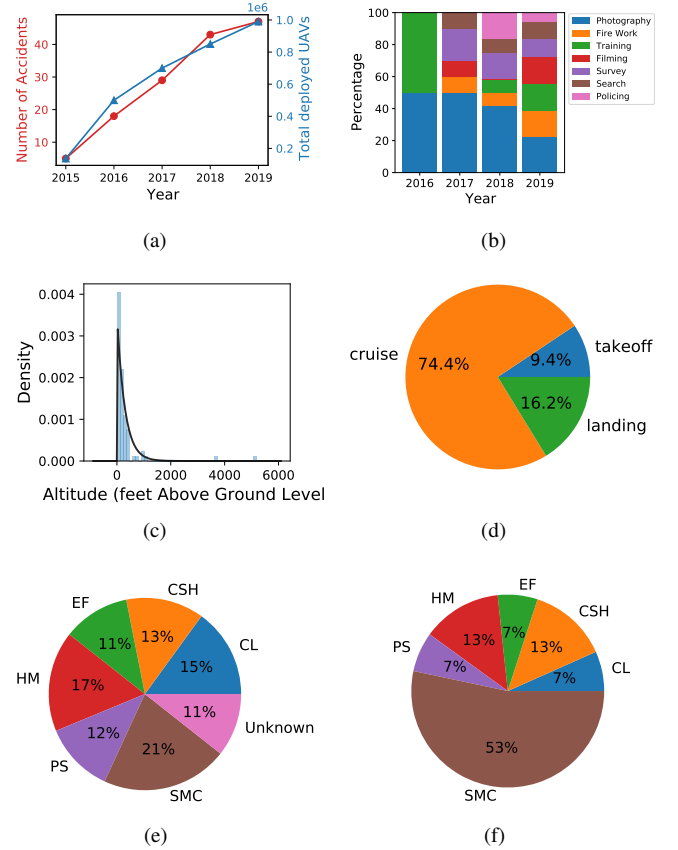 1e6
Number of Accidents
40
30
20
10
1.0
0.8
0.6
0.4
0.2
Total deployed UAVs
2015 2016 2017 2018 2019
Year
(a)
Percentage
100
80
60
40
20
0
2016 2017 2018 2019
Year
Photography
Fire Work
Training
Filming
Survey
Search
Policing
(b)
Density
0.004
0.003
0.002
0.001
0.000
0 2000 4000 6000
Altitude (feet Above Ground Level
(c)
cruise
74.4%
takeoff
9.4%
16.2%
landing
(d)
CSH
EF
13%
11%
CL
15%
HM
17%
11%
Unknown
12%
PS
21%
SMC
(e)
EF
HM
7%
CSH
13%
13%
PS
7%
CL
7%
53%
SMC
(f)